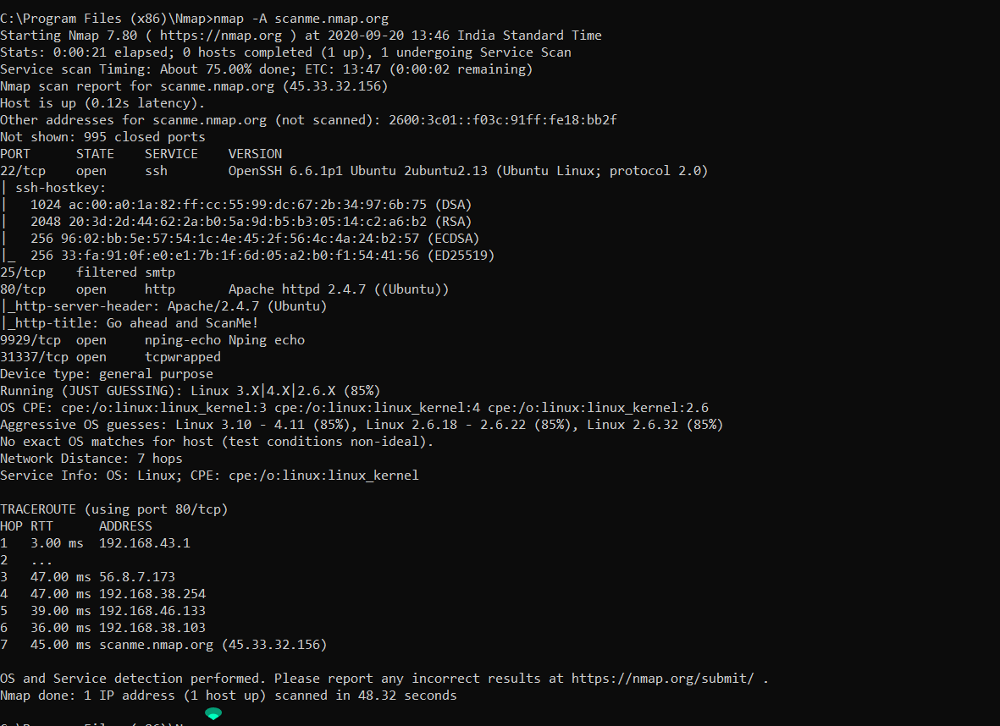 C:\Program Files (x86)\Nmap>nmap -A scanme.nmap.org
Starting Nmap 7.80 ( https://nmap.org ) at 2020-09-20 13:46 India Standard Time
Stats: 0:00:21 elapsed; 0 hosts completed (1 up), 1 undergoing Service Scan
Service scan Timing: About 75.00% done; ETC: 13:47 (0:00:02 remaining)
Nmap scan report for scanme.nmap.org (45.33.32.156)
Host is up (0.12s latency).
Other addresses for scanme.nmap.org (not scanned): 2600:3c01::f03c:91ff:fe18:bb2f
Not shown: 995 closed ports
PORT      STATE    SERVICE    VERSION
22/tcp    open     ssh        OpenSSH 6.6.1p1 Ubuntu 2ubuntu2.13 (Ubuntu Linux; protocol 2.0)
| ssh-hostkey:
|   1024 ac:00:a0:1a:82:ff:cc:55:99:dc:67:2b:34:97:6b:75 (DSA)
|   2048 20:3d:2d:44:62:2a:b0:5a:9d:b5:b3:05:14:c2:a6:b2 (RSA)
|   256 96:02:bb:5e:57:54:1c:4e:45:2f:56:4c:4a:24:b2:57 (ECDSA)
|_  256 33:fa:91:0f:e0:e1:7b:1f:6d:05:a2:b0:f1:54:41:56 (ED25519)
25/tcp    filtered smtp
80/tcp    open     http       Apache httpd 2.4.7 ((Ubuntu))
|_http-server-header: Apache/2.4.7 (Ubuntu)
|_http-title: Go ahead and ScanMe!
9929/tcp  open     nping-echo Nping echo
31337/tcp open     tcpwrapped
Device type: general purpose
Running (JUST GUESSING): Linux 3.X|4.X|2.6.X (85%)
OS CPE: cpe:/o:linux:linux_kernel:3 cpe:/o:linux:linux_kernel:4 cpe:/o:linux:linux_kernel:2.6
Aggressive OS guesses: Linux 3.10 - 4.11 (85%), Linux 2.6.18 - 2.6.22 (85%), Linux 2.6.32 (85%)
No exact OS matches for host (test conditions non-ideal).
Network Distance: 7 hops
Service Info: OS: Linux; CPE: cpe:/o:linux:linux_kernel

TRACEROUTE (using port 80/tcp)
HOP RTT      ADDRESS
1   3.00 ms  192.168.43.1
2   ...
3   47.00 ms 56.8.7.173
4   47.00 ms 192.168.38.254
5   39.00 ms 192.168.46.133
6   36.00 ms 192.168.38.103
7   45.00 ms scanme.nmap.org (45.33.32.156)

OS and Service detection performed. Please report any incorrect results at https://nmap.org/submit/ .
Nmap done: 1 IP address (1 host up) scanned in 48.32 seconds